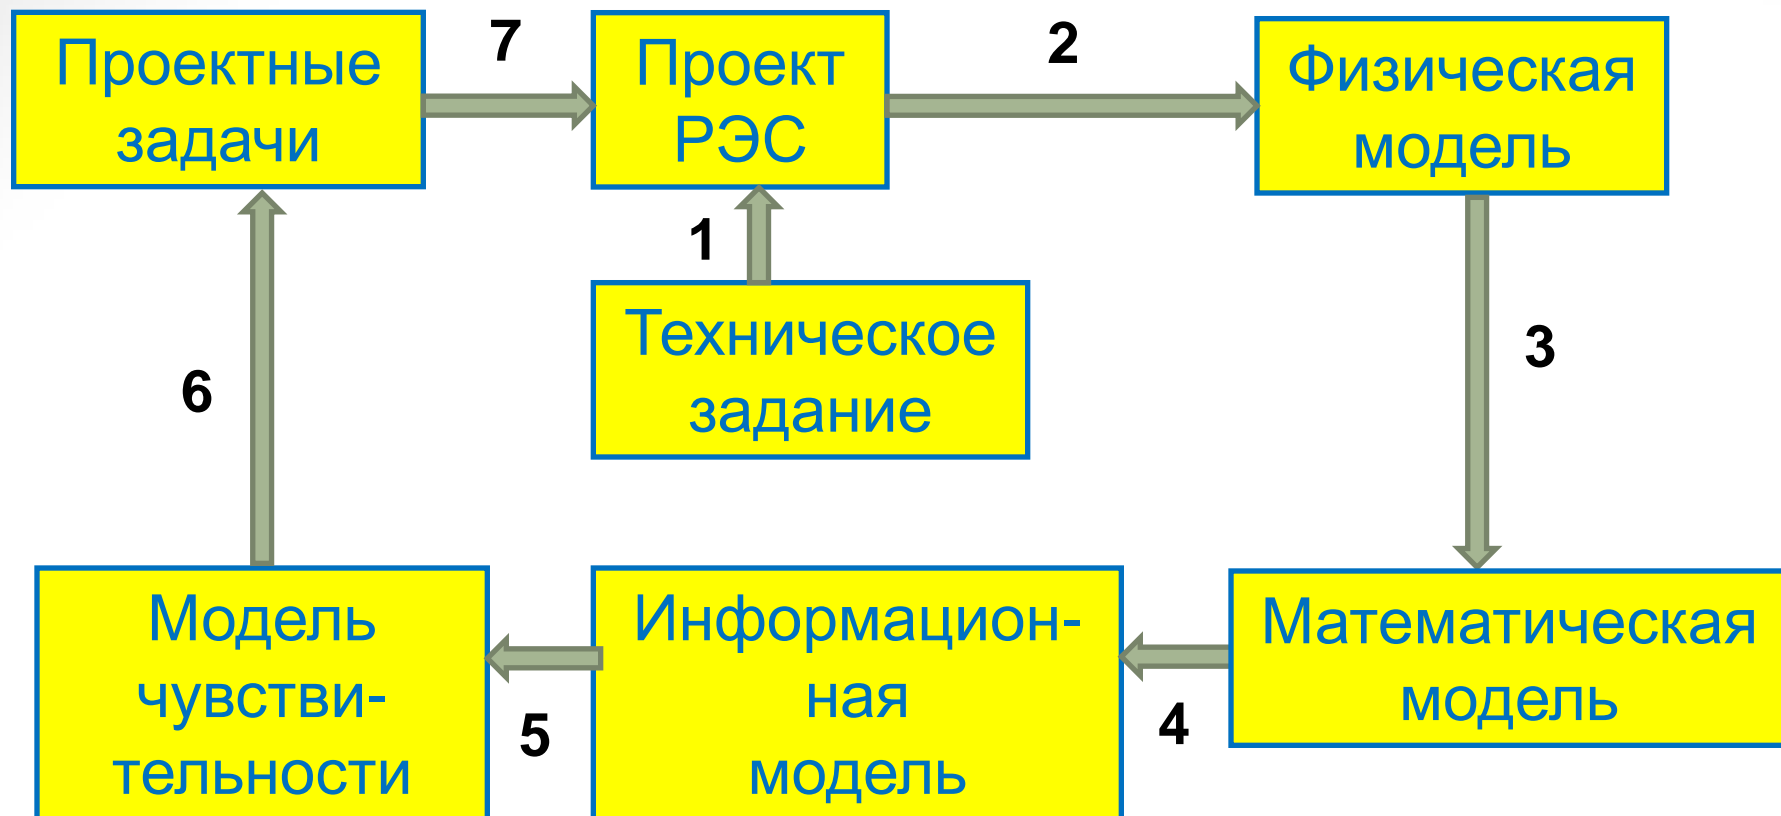 Проектные
задачи
7
Проект
РЭС
2
Физическая
модель
1
Техническое
задание
3
6
Модель
чувстви-
тельности
5
Информацион-
ная
модель
4
Математическая
модель